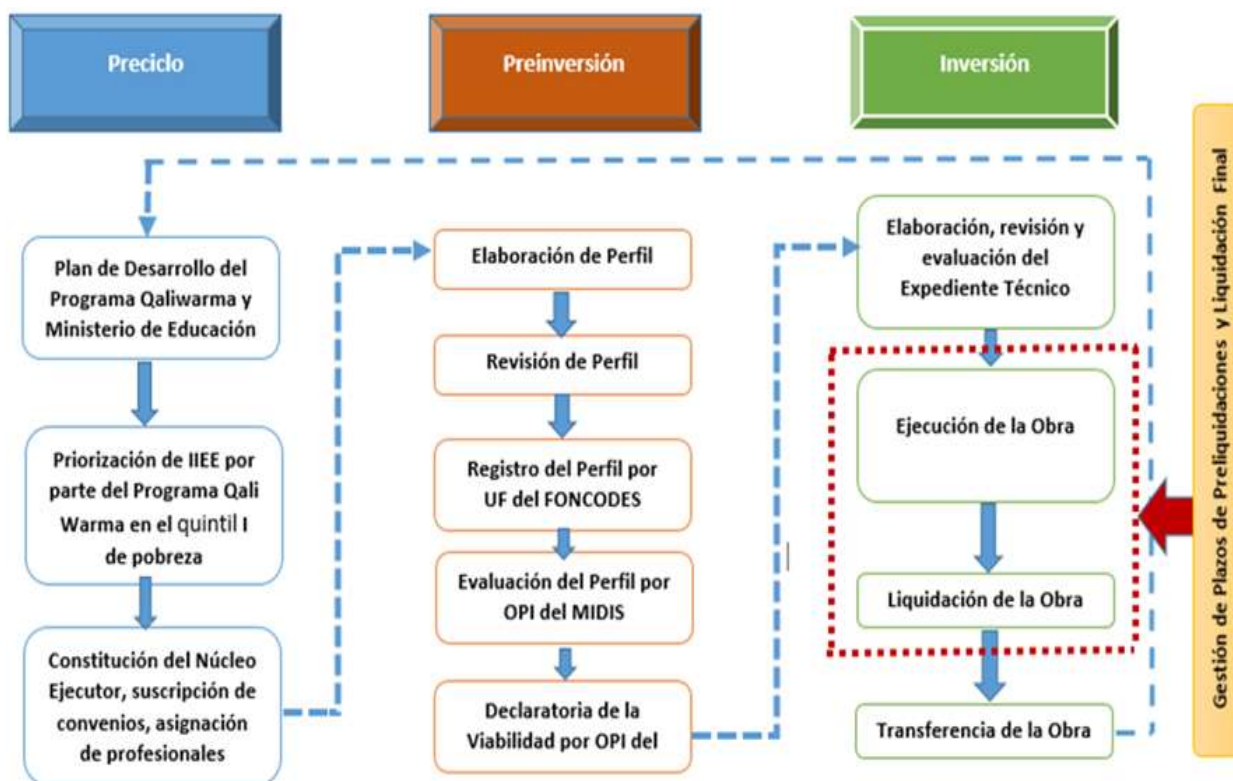 Preciclo
Plan de Desarrollo del
Programa Qaliwarma y
Ministerio de Educación
Priorización de IIEE por
parte del Programa Qali
Warma en el quintil I
de pobreza
Constitución del Núcleo
Ejecutor, suscripción de
convenios, asignación
de profesionales
Preinversión
Elaboración de Perfil
Revisión de Perfil
Registro del Perfil por
UF del FONCODES
Evaluación del Perfil por
OPI del MIDIS
Declaratoria de la
Viabilidad por OPI del
Inversión
Elaboración, revisión y
evaluación del
Expediente Técnico
Ejecución de la Obra
Liquidación de la Obra
Transferencia de la Obra
Gestión de Plazos de Preliquidaciones y Liquidación Final